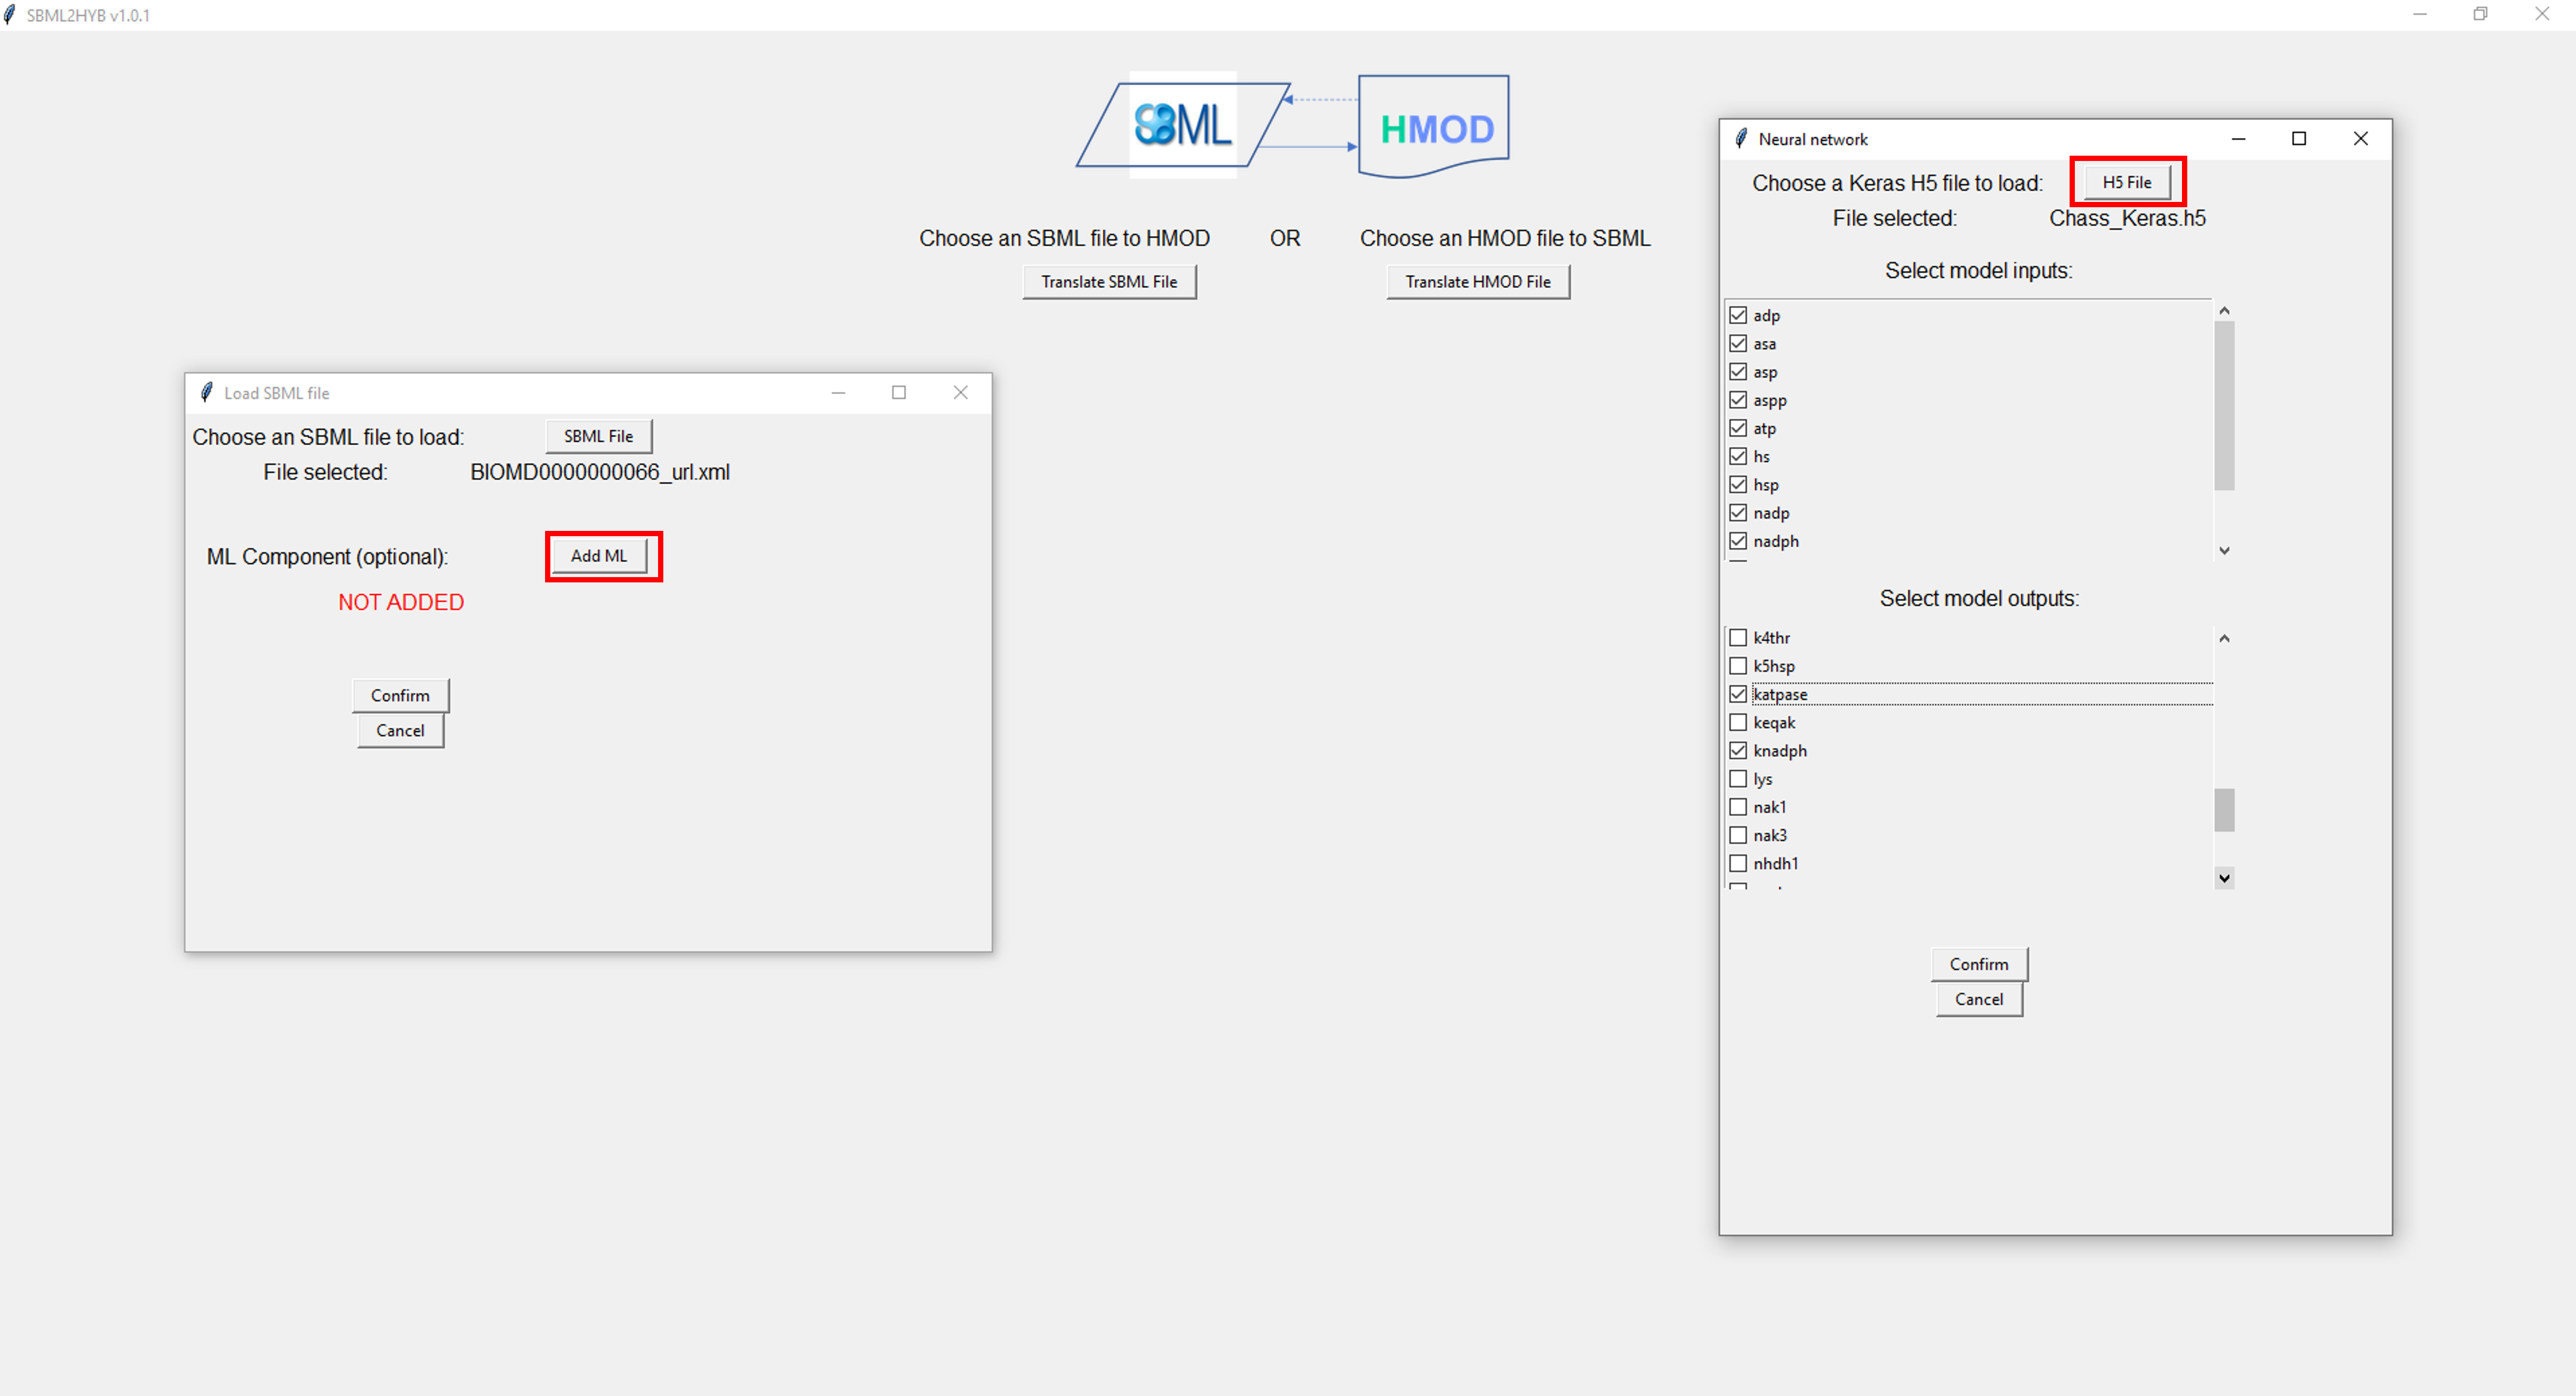 SBML2HYB v1.0.1
SBML
HMOD
Choose an SBML file to HMOD OR Choose an HMOD file to SBML
Translate SBML File Translate HMOD File
Load SBML file
Choose an SBML file to load: SBML File
File selected: BIOMD0000000066_url.xml
ML Component (optional): Add ML
NOT ADDED
Confirm
Cancel
Neural network
Choose a Keras H5 file to load: H5 File
File selected: Chass_Keras.h5
Select model inputs:
adp
asa
asp
aspp
atp
hs
hsp
nadp
nadph
Select model outputs:
k4thr
k5hsp
katpase
keqak
knadph
lys
nak1
nak3
nhdh1
Confirm
Cancel